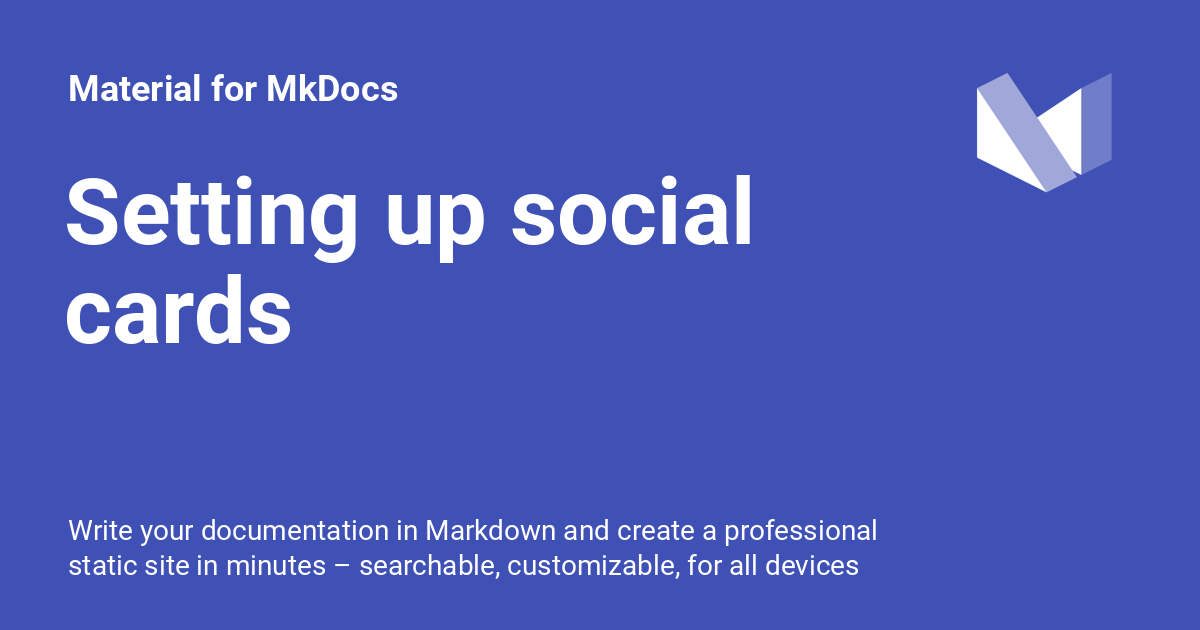 Material for MkDocs
Setting up social
cards
Write your documentation in Markdown and create a professional
static site in minutes – searchable, customizable, for all devices